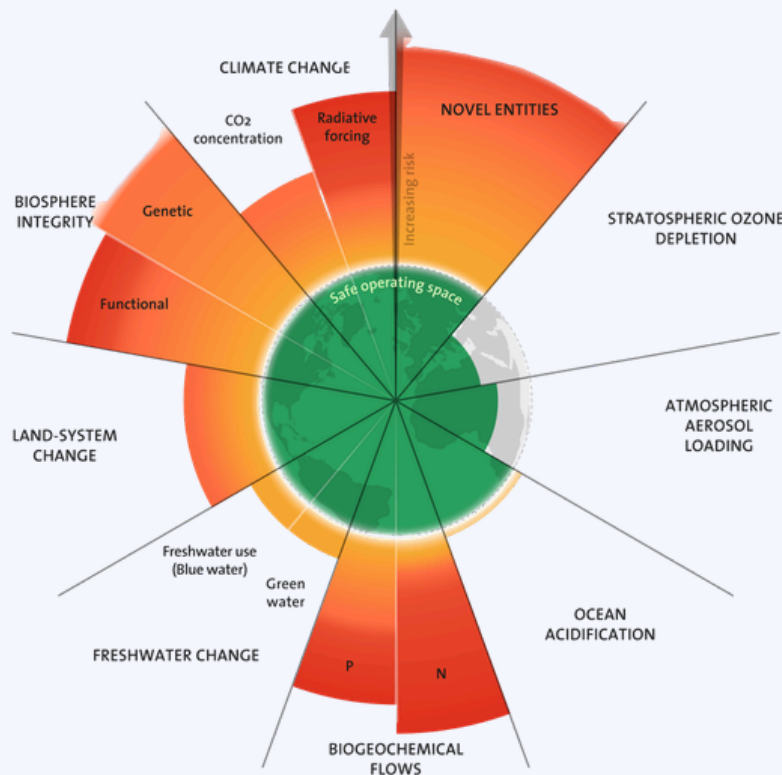 CLIMATE CHANGE
CO2
concentration
Radiative
forcing
Increasing risk
NOVEL ENTITIES
STRATOSPHERIC OZONE
DEPLETION
ATMOSPHERIC
AEROSOL
LOADING
OCEAN
ACIDIFICATION
BIOGEOCHEMICAL
FLOWS
P
N
FRESHWATER CHANGE
Freshwater use
(Blue water)
Green
water
LAND-SYSTEM
CHANGE
BIOSPHERE
INTEGRITY
Genetic
Functional
Safe operating space